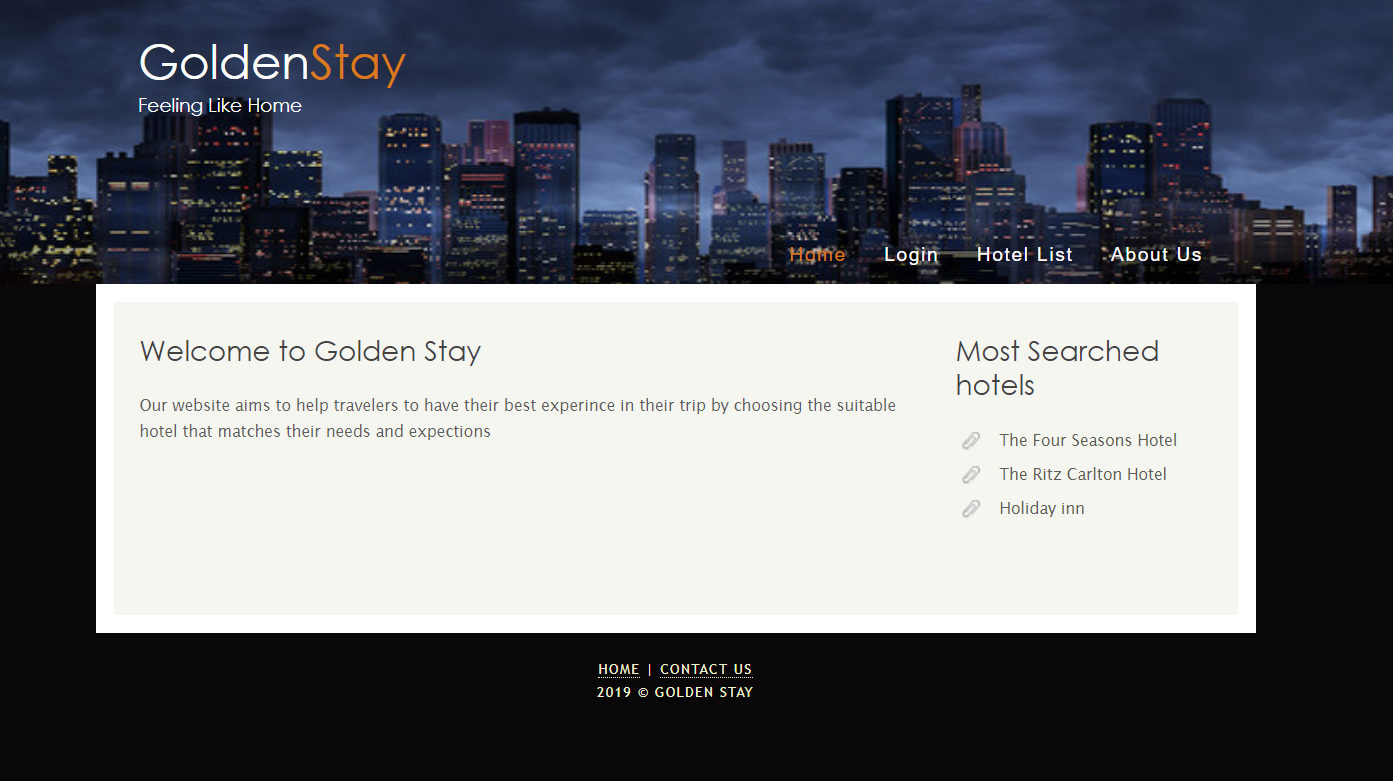 GoldenStay
Feeling Like Home
Home Login Hotel List About Us
Welcome to Golden Stay
Our website aims to help travelers to have their best experince in their trip by choosing the suitable
hotel that matches their needs and expections
Most Searched
hotels
The Four Seasons Hotel
The Ritz Carlton Hotel
Holiday inn
HOME | CONTACT US
2019 © GOLDEN STAY